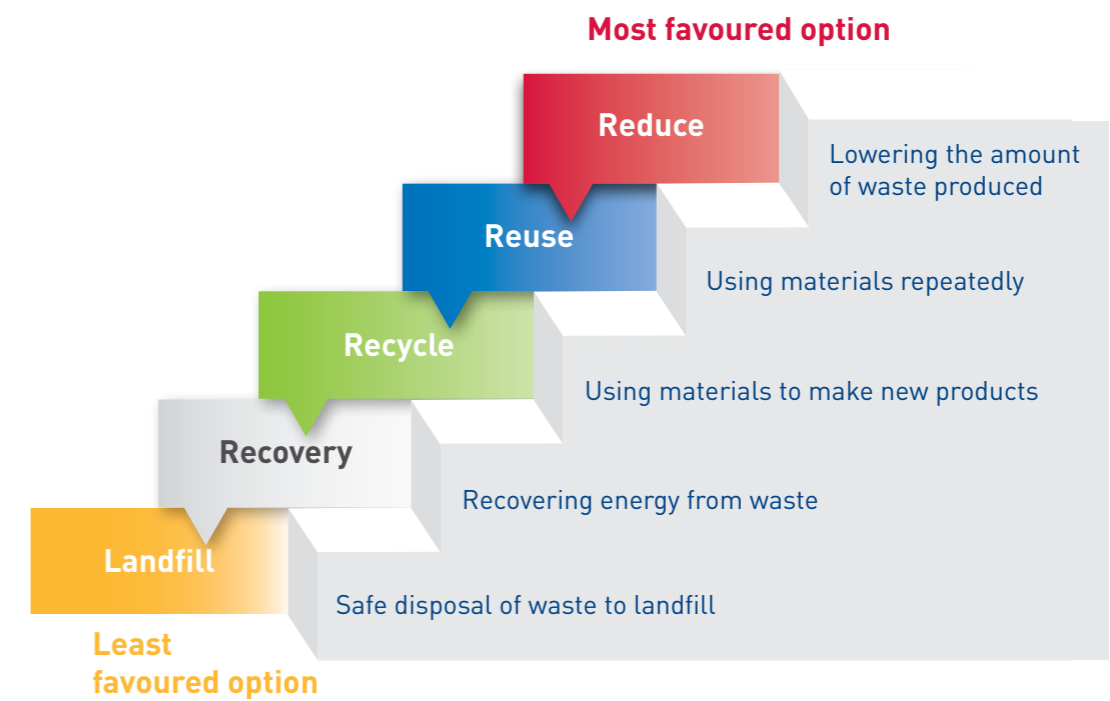 Most favoured option
Reduce
Lowering the amount
of waste produced
Reuse
Using materials repeatedly
Recycle
Using materials to make new products
Recovery
Recovering energy from waste
Landfill
Safe disposal of waste to landfill
Least
favoured option